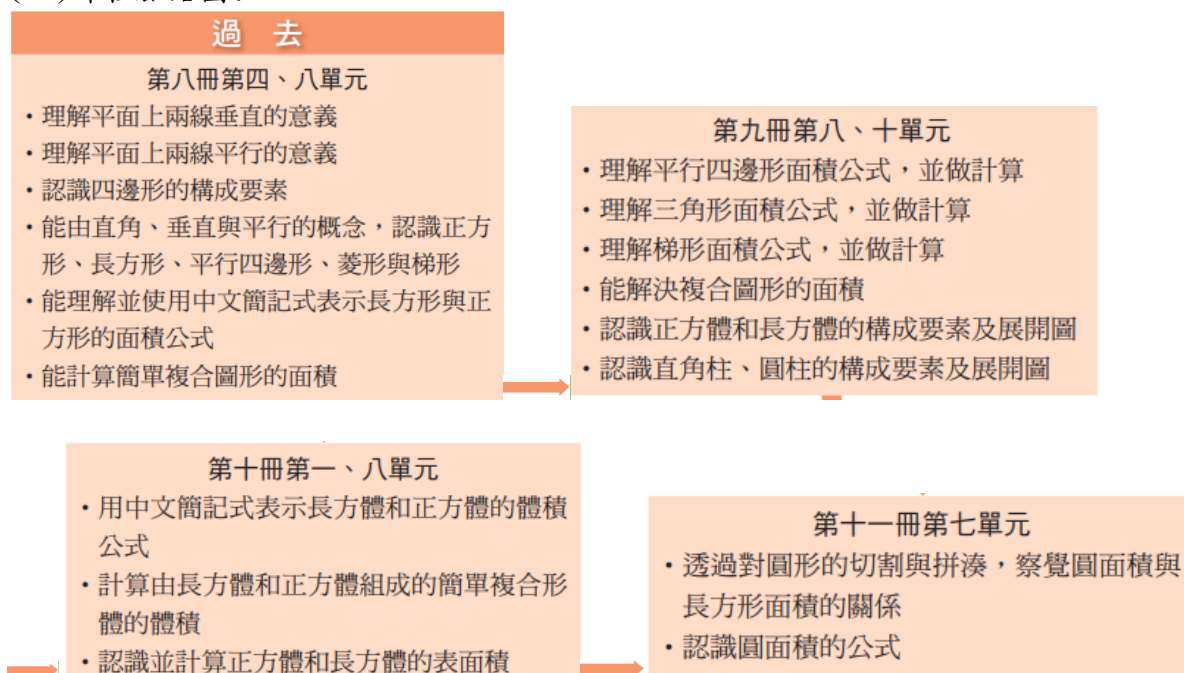 過 去
第八冊第四、八單元
・理解平面上兩線垂直的意義
・理解平面上兩線平行的意義
・認識四邊形的構成要素
・能由直角、垂直與平行的概念，認識正方
形、長方形、平行四邊形、菱形與梯形
・能理解並使用中文簡記式表示長方形與正
方形的面積公式
・能計算簡單複合圖形的面積
第九冊第八、十單元
・理解平行四邊形面積公式，並做計算
・理解三角形面積公式，並做計算
・理解梯形面積公式，並做計算
・能解決複合圖形的面積
・認識正方體和長方體的構成要素及展開圖
・認識直角柱、圓柱的構成要素及展開圖
第十冊第一、八單元
・用中文簡記式表示長方體和正方體的體積
公式
・計算由長方體和正方體組成的簡單複合形
體的體積
・認識並計算正方體和長方體的表面積
第十一冊第七單元
・透過對圓形的切割與拼湊，察覺圓面積與
長方形面積的關係
・認識圓面積的公式